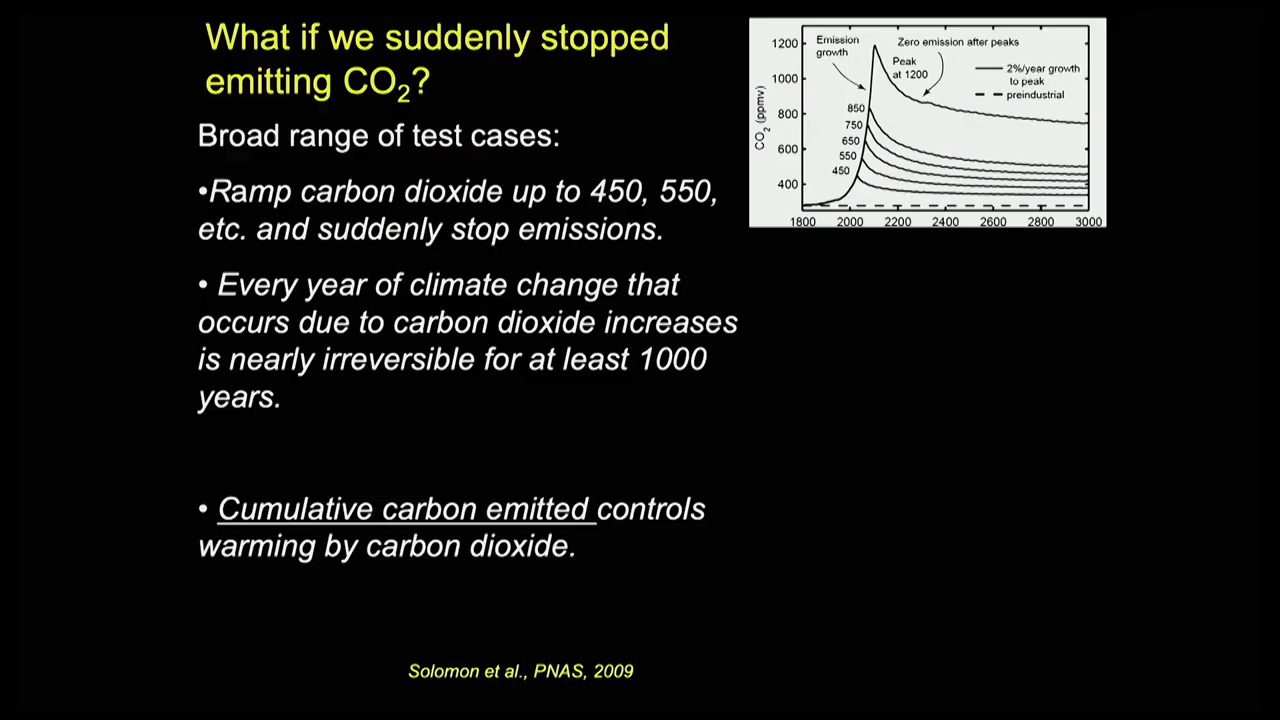 What if we suddenly stopped
emitting CO₂?
Broad range of test cases:
•Ramp carbon dioxide up to 450, 550,
etc. and suddenly stop emissions.
• Every year of climate change that
occurs due to carbon dioxide increases
is nearly irreversible for at least 1000
years.
• Cumulative carbon emitted controls
warming by carbon dioxide.
Solomon et al., PNAS, 2009
Emission
growth
Zero emission after peaks
Peak
at 1200
2%/year growth
to peak
preindustrial
CO₂ (ppmv)
1200
1000
800
600
400
850
750
650
550
450
1800 2000 2200 2400 2600 2800 3000